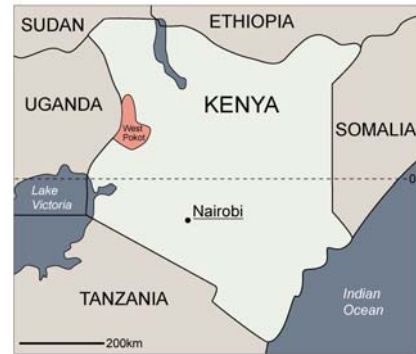 SUDAN
ETHIOPIA
UGANDA
KENYA
West
Pokot
SOMALIA
0
Lake
Victoria
Nairobi
TANZANIA
Indian
Ocean
200km